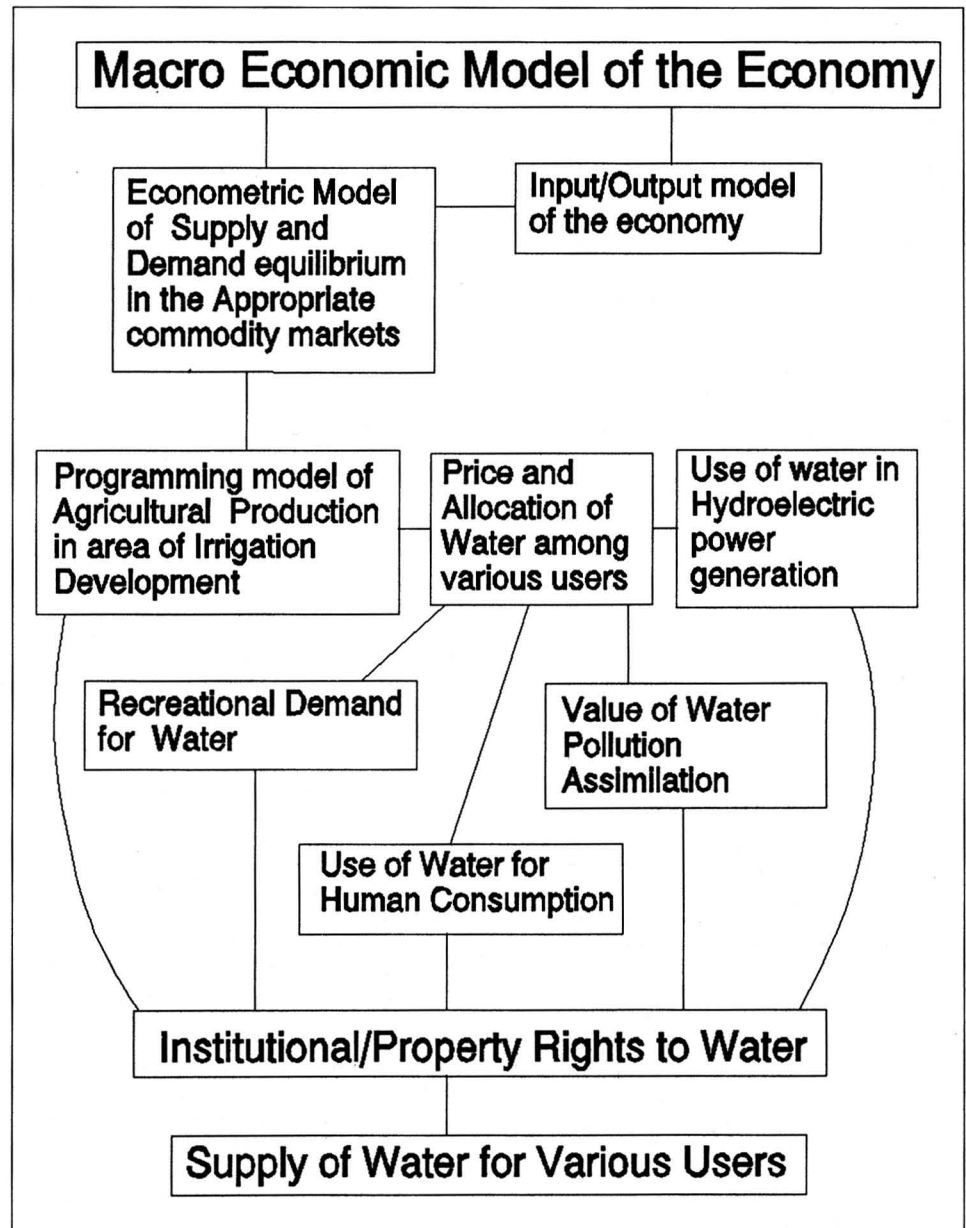 Macro Economic Model of the Economy
Econometric Model
of Supply and
Demand equilibrium
in the Appropriate
commodity markets
Input/Output model
of the economy
Programming model of
Agricultural Production
in area of Irrigation
Development
Price and
Allocation of
Water among
various users
Use of water in
Hydroelectric
power
generation
Recreational Demand
for Water
Value of Water
Pollution
Assimilation
Use of Water for
Human Consumption
Institutional/Property Rights to Water
Supply of Water for Various Users